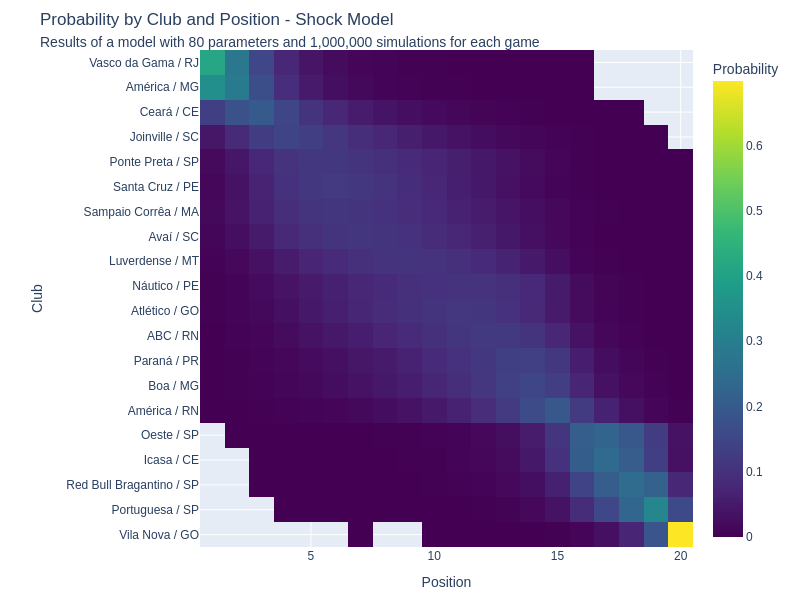 Probability by Club and Position - Shock Model
Results of a model with 80 parameters and 1,000,000 simulations for each game
Probability
Vasco da Gama / RJ
América / MG
Ceará / CE
Joinville / SC
Ponte Preta / SP
Santa Cruz / PE
Sampaio Corrêa / MA
Avaí / SC
Luverdense / MT
Náutico / PE
Atlético / GO
ABC / RN
Paraná / PR
Boa / MG
América / RN
Oeste / SP
Icasa / CE
Red Bull Bragantino / SP
Portuguesa / SP
Vila Nova / GO
Club
5
10
15
20
Position
0.6
0.5
0.4
0.3
0.2
0.1
0